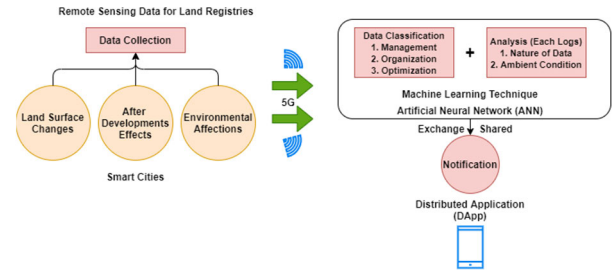 Remote Sensing Data for Land Registries
Data Collection
Land Surface
Changes
After
Developments
Effects
Environmental
Affections
Smart Cities
5G
Data Classification
1. Management
2. Organization
3. Optimization
+
Analysis (Each Logs)
1. Nature of Data
2. Ambient Condition
Machine Learning Technique
Artificial Neural Network (ANN)
Exchange Shared
Notification
Distributed Application
(DApp)